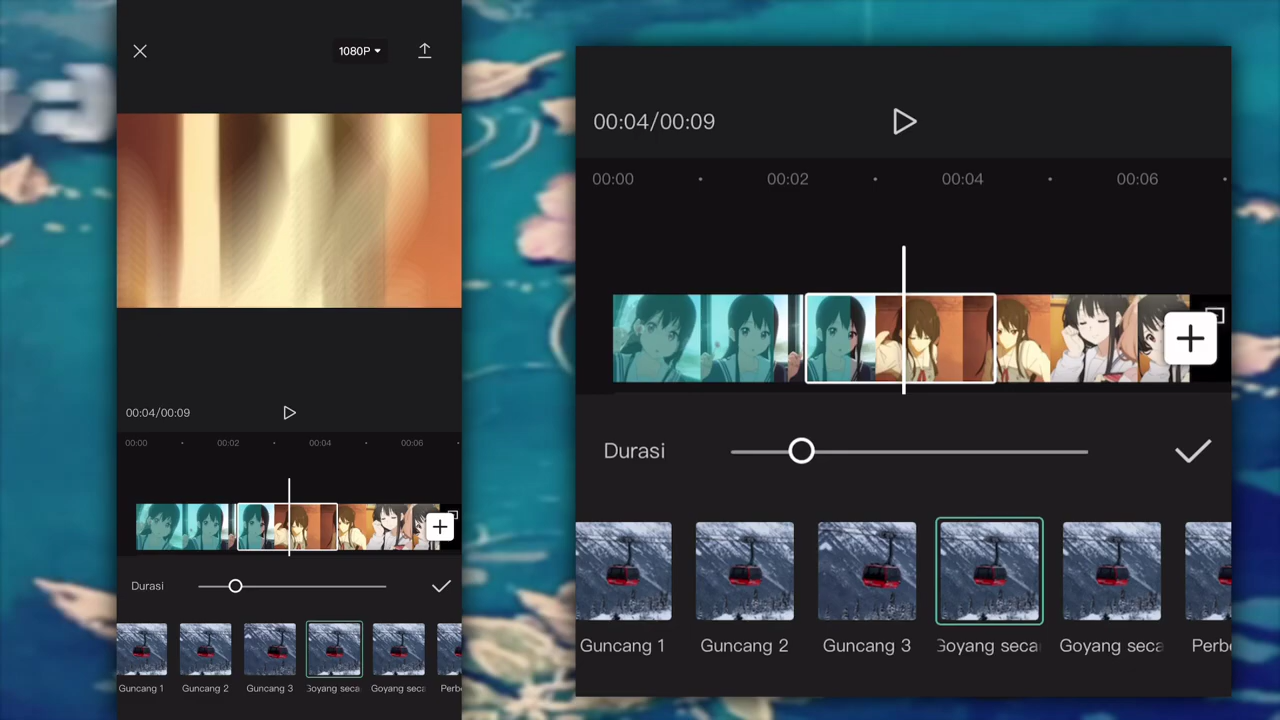 1080P
00:04/00:09
00:00
00:02
00:04
00:06
Durasi
Guncang 1
Guncang 2
Guncang 3
Goyang seca
Goyang seca
Perb
00:04/00:09
00:00
00:02
00:04
00:06
Durasi
Guncang 1
Guncang 2
Guncang 3
Goyang seca
Goyang seca
Perb